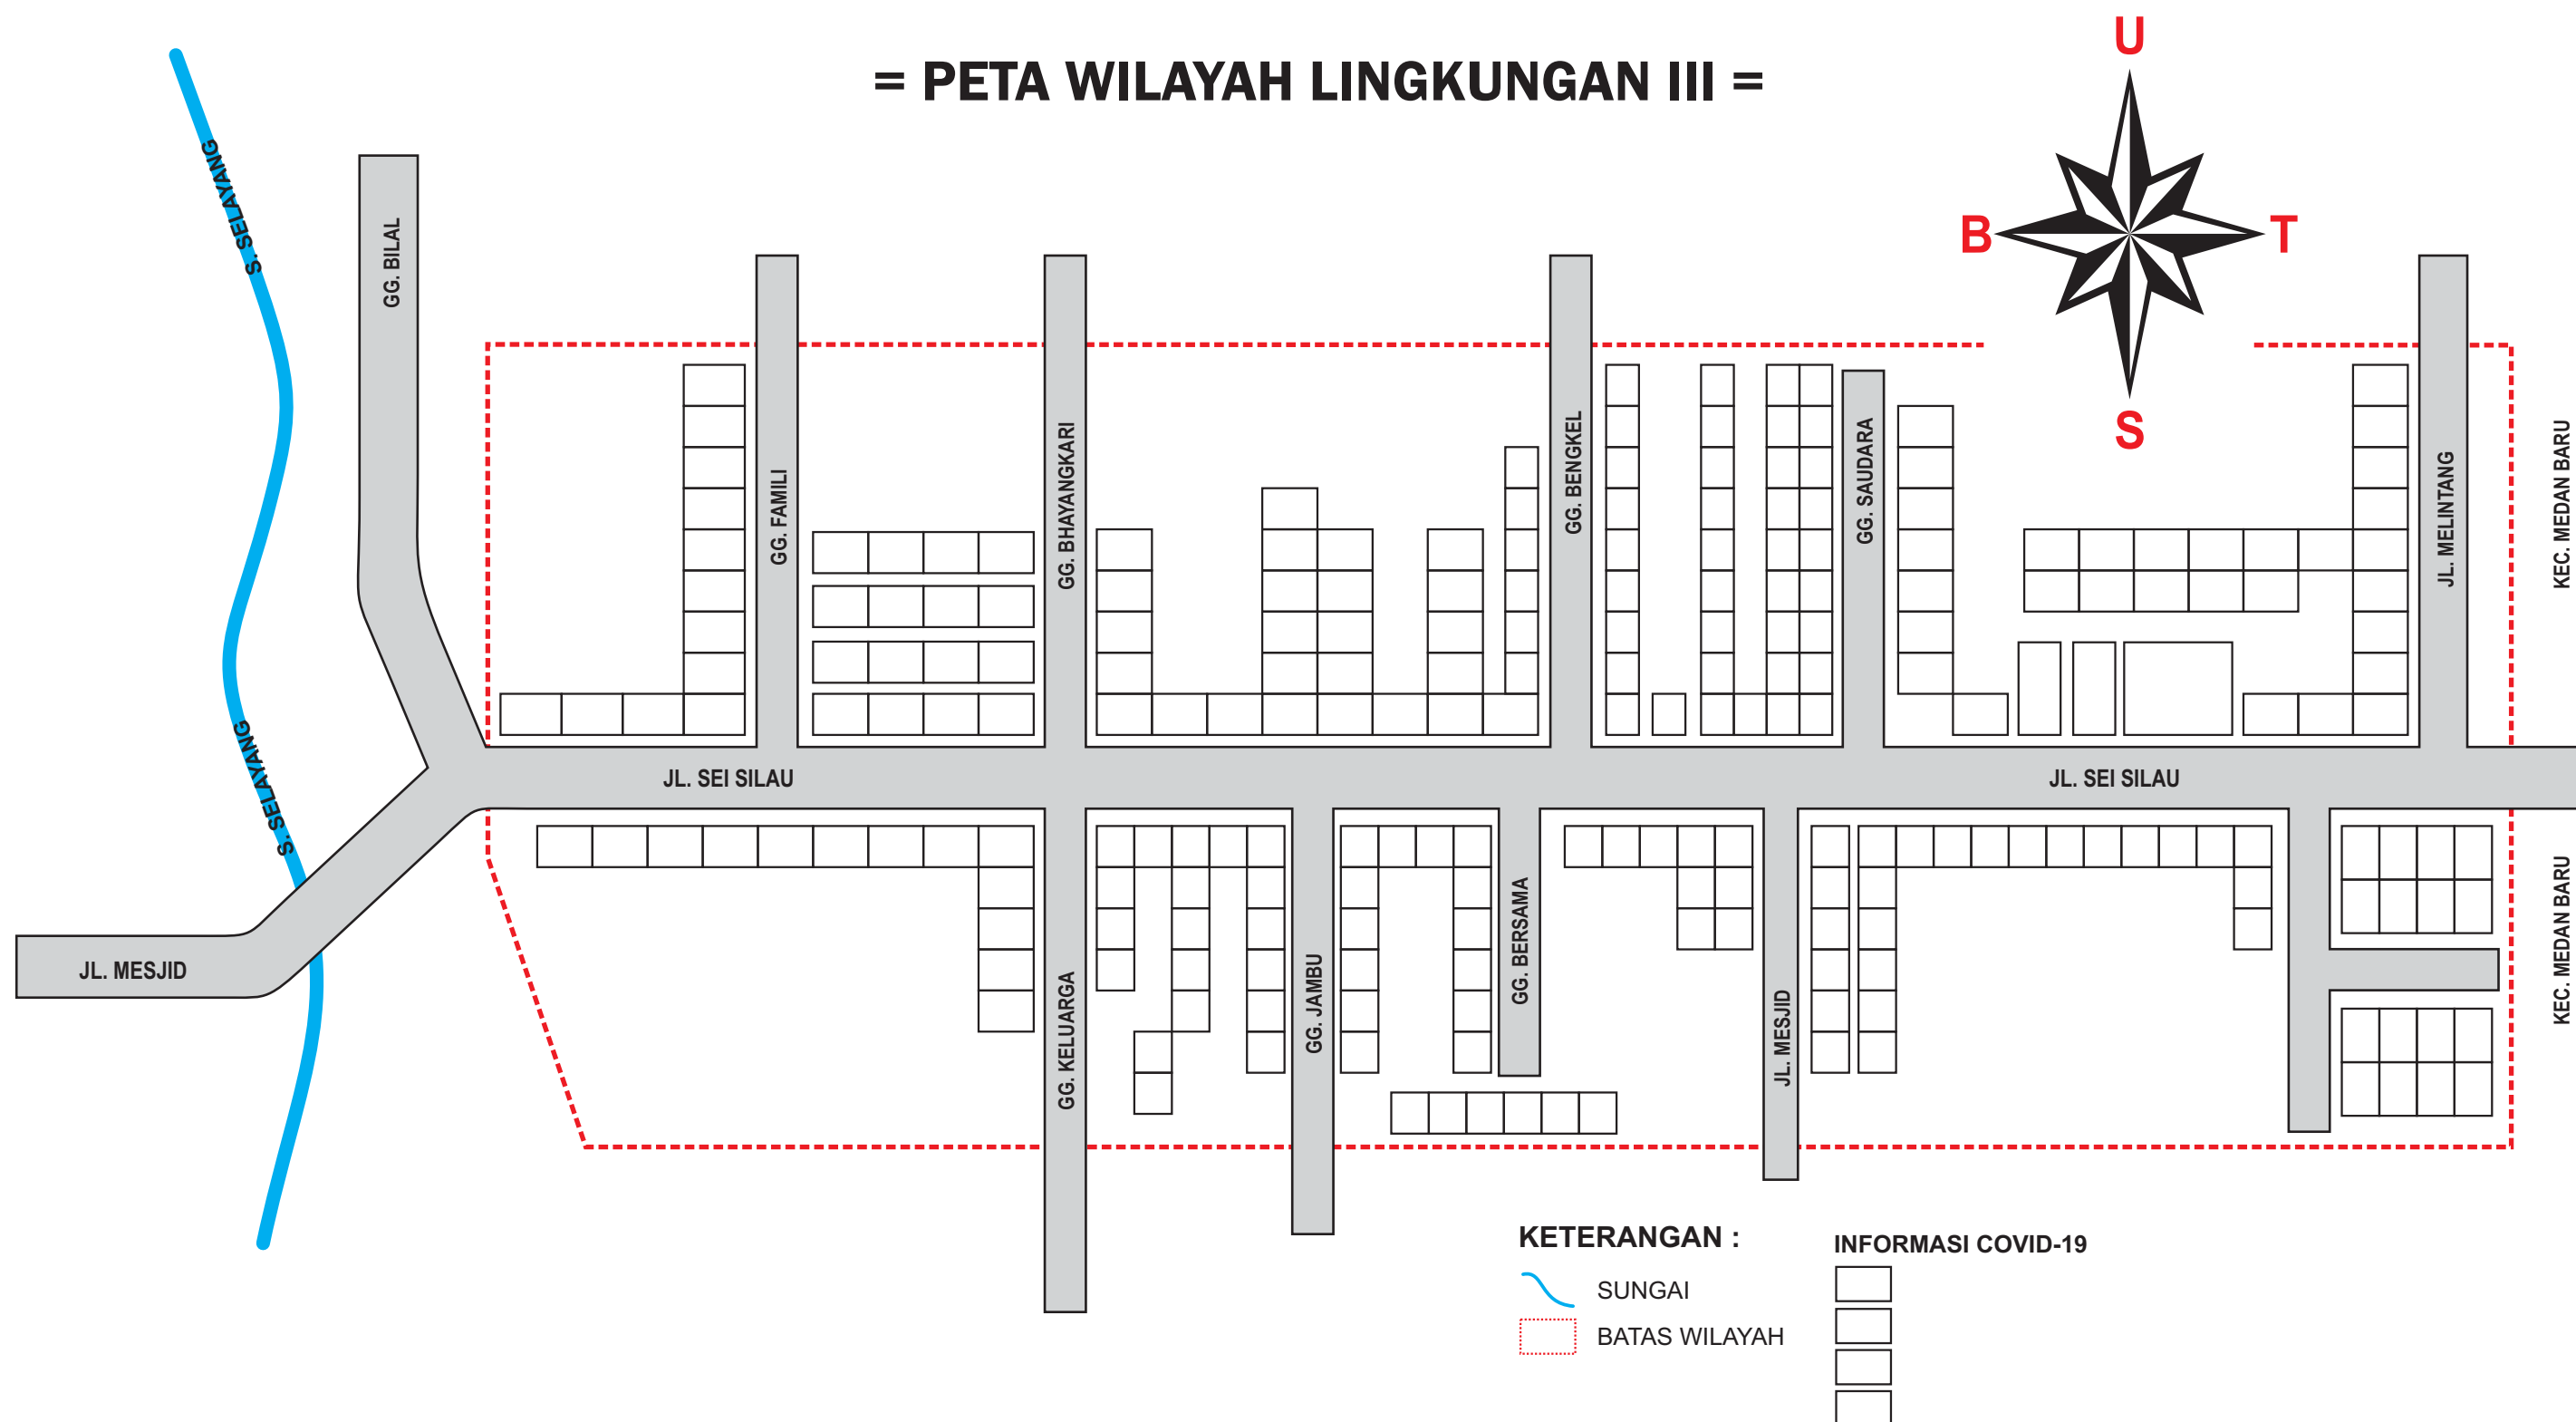 = PETA WILAYAH LINGKUNGAN III =
U
B
T
S
S. SELAYANG
GG. BILAL
GG. FAMILI
GG. BHAYANGKARI
GG. BENGKEL
GG. SAUDARA
JL. MELINTANG
KEC. MEDAN BARU
S. SELAYANG
JL. SEI SILAU
JL. SEI SILAU
JL. MESJID
GG. KELUARGA
GG. JAMBU
GG. BERSAMA
JL. MESJID
KEC. MEDAN BARU
KETERANGAN :
SUNGAI
BATAS WILAYAH
INFORMASI COVID-19